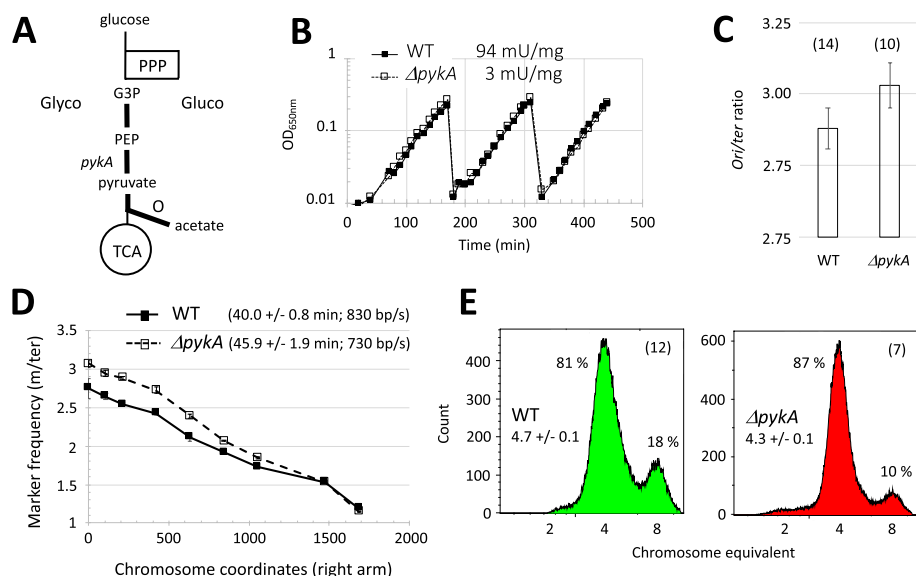 A
glucose
PPP
G3P
Glyco
Gluco
PEP
pykA
pyruvate
O
acetate
TCA
B
WT 94 mU/mg
ΔpykA 3 mU/mg
1
0.1
0.01
OD650nm
0 100 200 300 400 500
Time (min)
C
3.25
3.00
2.75
2.75
Ori/ter ratio
(14)
(10)
WT
ΔpykA
D
WT (40.0 +/- 0.8 min; 830 bp/s)
ΔpykA (45.9 +/- 1.9 min; 730 bp/s)
3.5
3
2.5
2
1.5
1
Marker frequency (m/ter)
0 500 1000 1500 2000
Chromosome coordinates (right arm)
E
400
300
200
100
0
Count
81 %
(12)
WT
4.7 +/- 0.1
18 %
2 4 8
600
400
200
0
87 %
(7)
ΔpykA
4.3 +/- 0.1
10 %
2 4 8
Chromosome equivalent